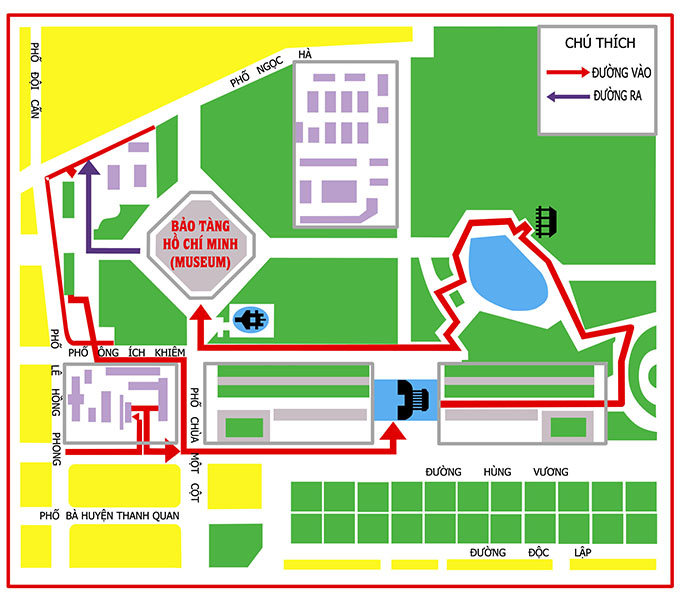 PHỐ ĐỘI CẤN
PHỐ NGỌC HÀ
CHÚ THÍCH
ĐƯỜNG VÀO
ĐƯỜNG RA
BẢO TÀNG
HỒ CHÍ MINH
(MUSEUM)
PHỐ ÔNG ÍCH KHIÊM
PHỐ LÊ HỒNG PHONG
PHỐ CHÙA MỘT CỘT
ĐƯỜNG HÙNG VƯƠNG
PHỐ BÀ HUYỆN THANH QUAN
ĐƯỜNG ĐỘC LẬP